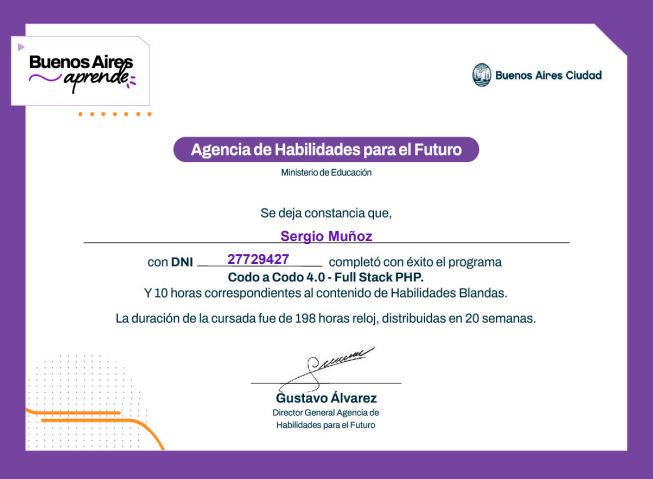 Buenos Aires
aprende
Buenos Aires Ciudad
Agencia de Habilidades para el Futuro
Ministerio de Educación
Se deja constancia que,
Sergio Muñoz
con DNI 27729427 completó con éxito el programa
Codo a Codo 4.0 - Full Stack PHP.
Y 10 horas correspondientes al contenido de Habilidades Blandas.
La duración de la cursada fue de 198 horas reloj, distribuidas en 20 semanas.
Gustavo Álvarez
Director General Agencia de
Habilidades para el Futuro